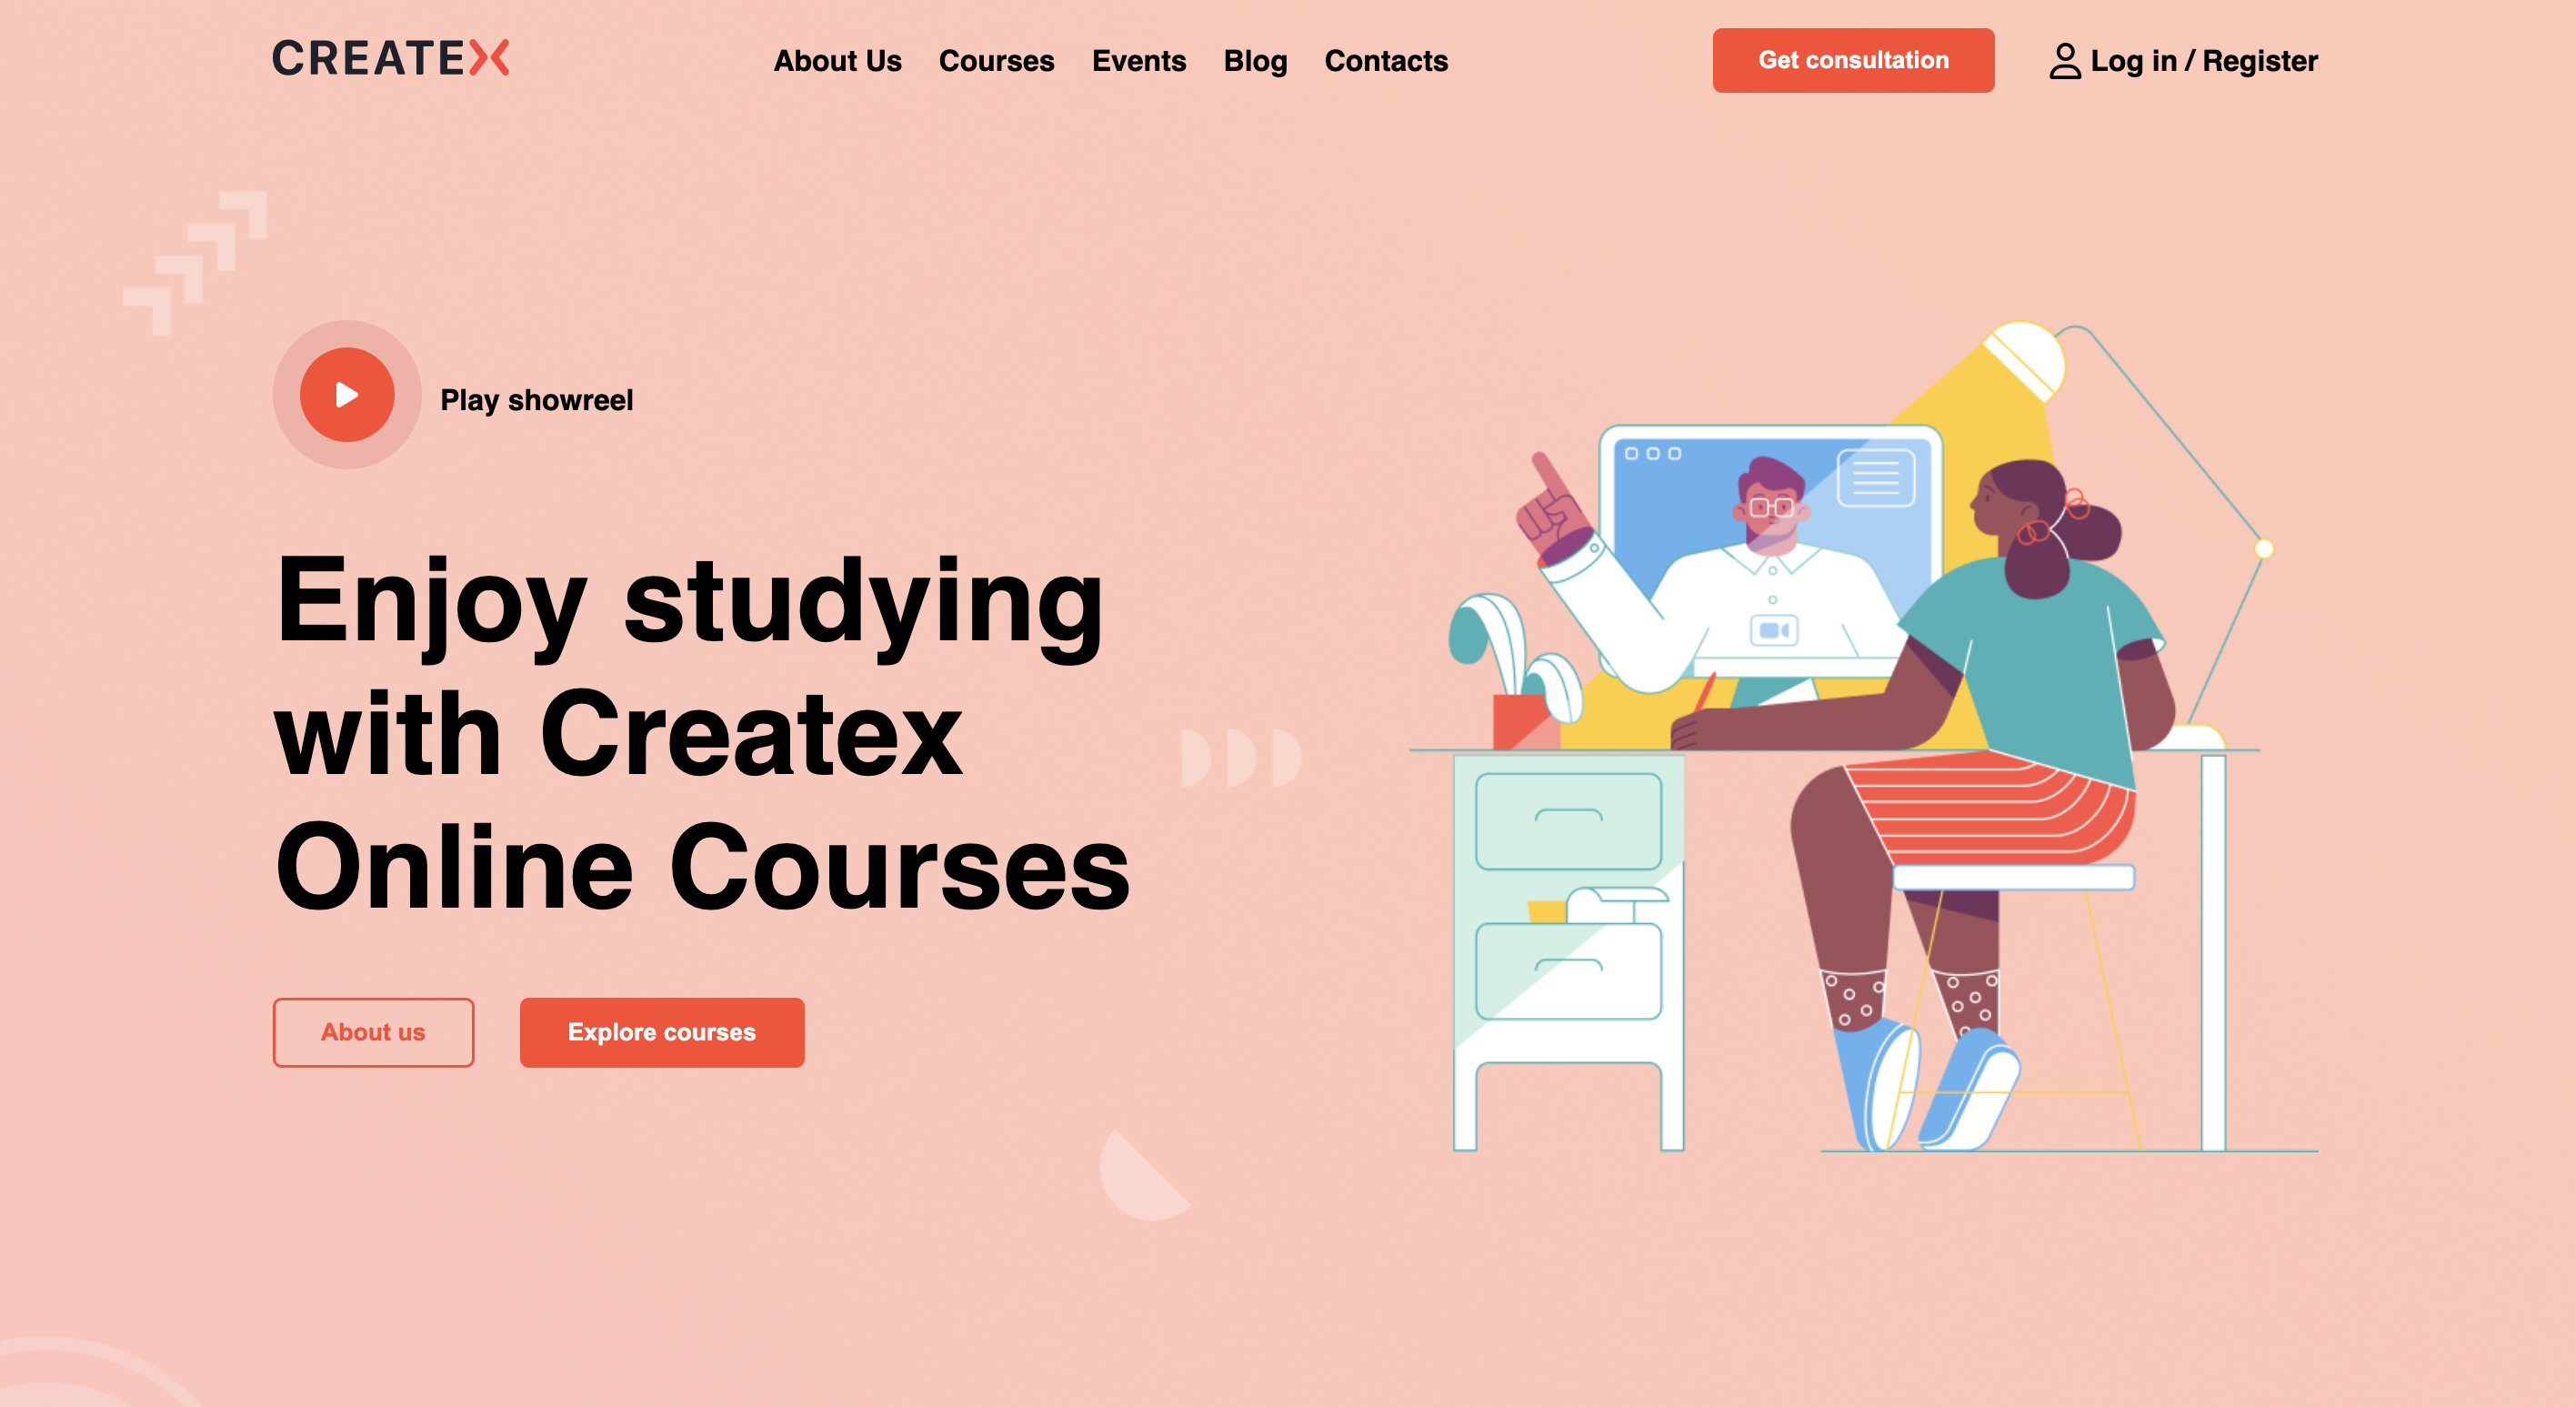 CREATEX
About Us
Courses
Events
Blog
Contacts
Get consultation
Log in / Register
Play showreel
Enjoy studying
with Createx
Online Courses
About us
Explore courses